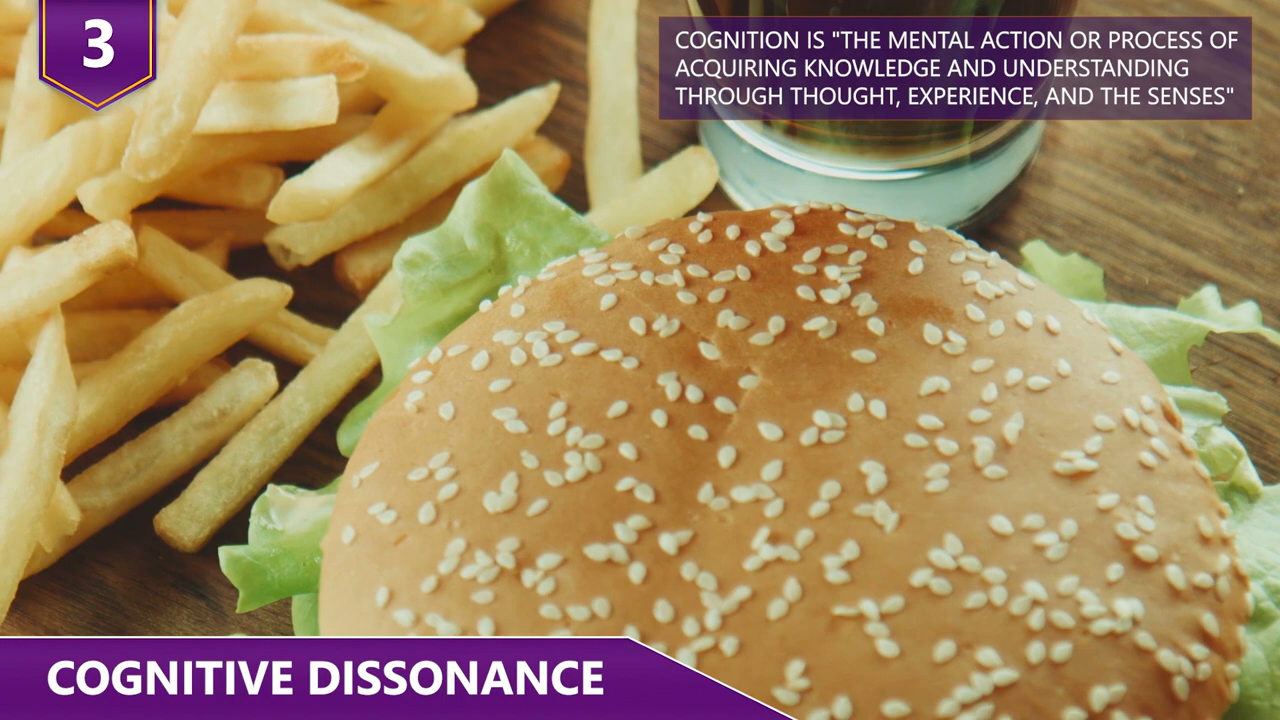 3
COGNITION IS "THE MENTAL ACTION OR PROCESS OF
ACQUIRING KNOWLEDGE AND UNDERSTANDING
THROUGH THOUGHT, EXPERIENCE, AND THE SENSES"
COGNITIVE DISSONANCE